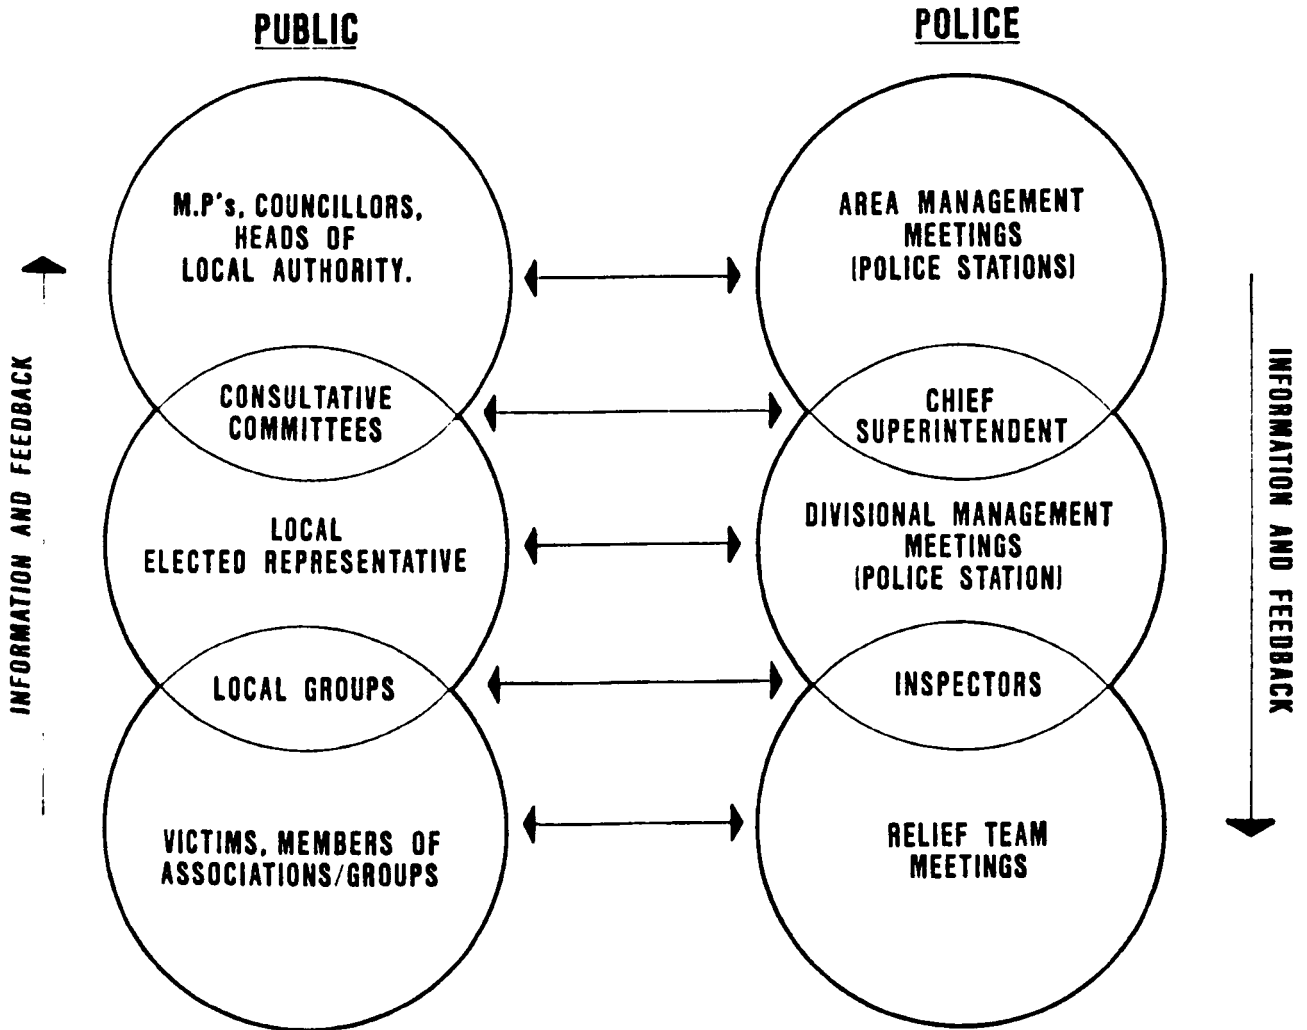 PUBLIC
POLICE
M.P's, COUNCILLORS,
HEADS OF
LOCAL AUTHORITY.
AREA MANAGEMENT
MEETINGS
(POLICE STATIONS)
CONSULTATIVE
COMMITTEES
CHIEF
SUPERINTENDENT
LOCAL
ELECTED REPRESENTATIVE
DIVISIONAL MANAGEMENT
MEETINGS
(POLICE STATION)
LOCAL GROUPS
INSPECTORS
VICTIMS, MEMBERS OF
ASSOCIATIONS/GROUPS
RELIEF TEAM
MEETINGS
INFORMATION AND FEEDBACK
INFORMATION AND FEEDBACK